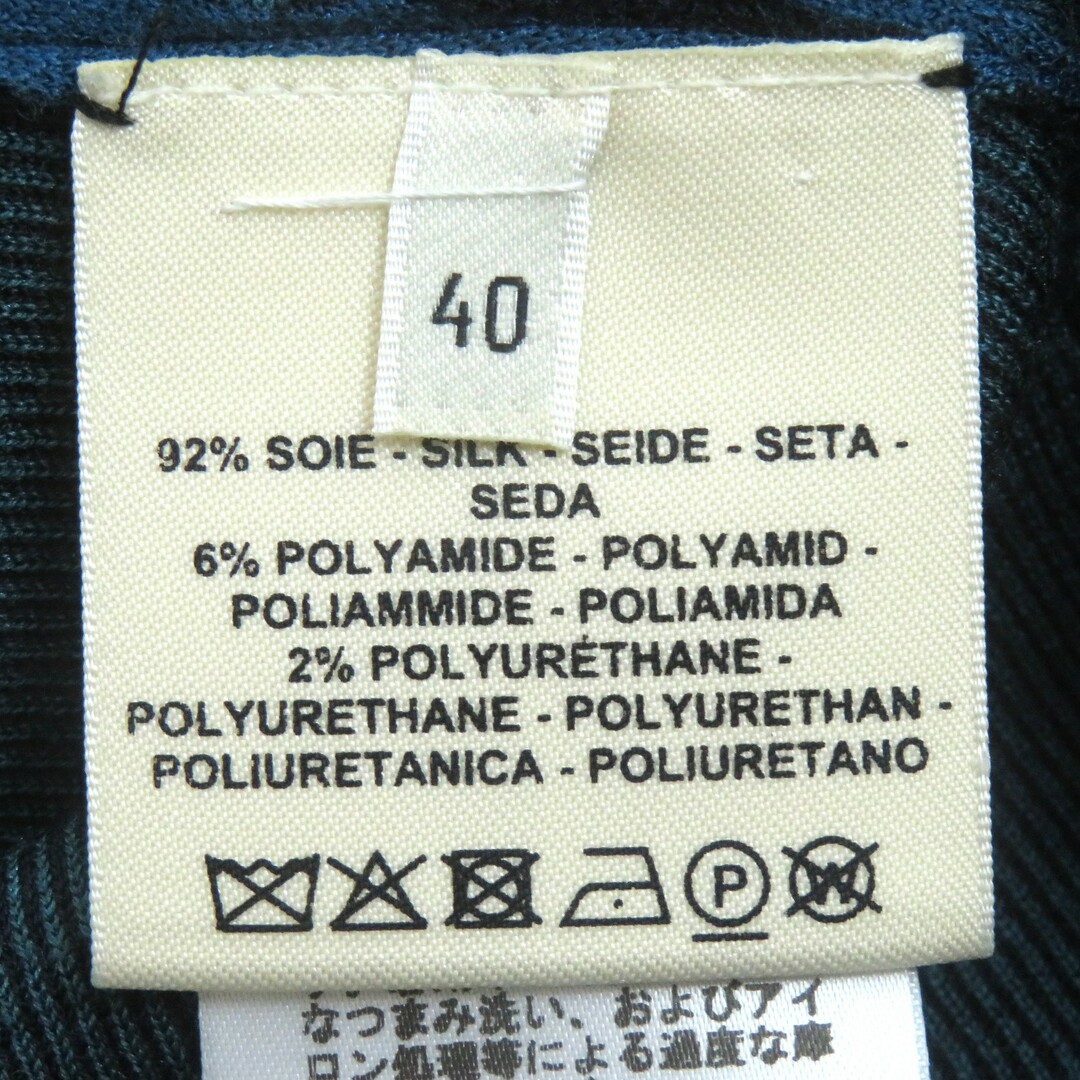 40
92% SOIE - SILK - SEIDE - SETA -
SEDA
6% POLYAMIDE - POLYAMID -
POLIAMMIDE - POLIAMIDA
2% POLYURÉTHANE -
POLYURETHANE - POLYURETHAN -
POLIURETANICA - POLIURETANO
P W
なつまみ洗い、およびアイ
ロン処理等による過度な摩